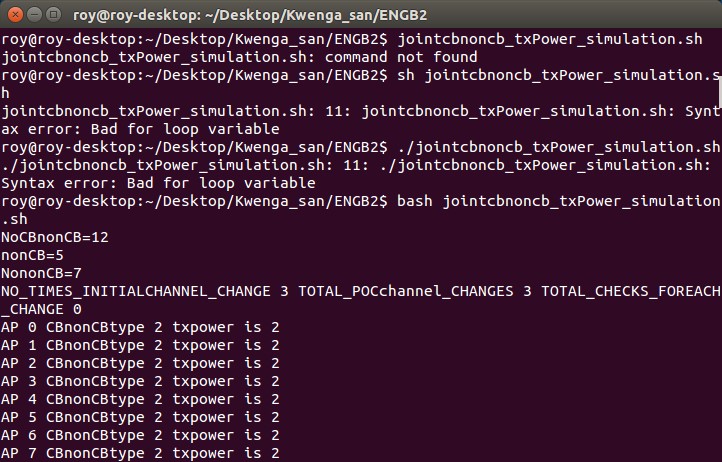 roy@roy-desktop: ~/Desktop/Kwenga_san/ENGB2
roy@roy-desktop:~/Desktop/Kwenga_san/ENGB2$ jointcbnoncb_txPower_simulation.sh
jointcbnoncb_txPower_simulation.sh: command not found
roy@roy-desktop:~/Desktop/Kwenga_san/ENGB2$ sh jointcbnoncb_txPower_simulation.s
h
jointcbnoncb_txPower_simulation.sh: 11: jointcbnoncb_txPower_simulation.sh: Synt
ax error: Bad for loop variable
roy@roy-desktop:~/Desktop/Kwenga_san/ENGB2$ ./jointcbnoncb_txPower_simulation.sh
./jointcbnoncb_txPower_simulation.sh: 11: ./jointcbnoncb_txPower_simulation.sh:
Syntax error: Bad for loop variable
roy@roy-desktop:~/Desktop/Kwenga_san/ENGB2$ bash jointcbnoncb_txPower_simulation
.sh
NoCBnonCB=12
nonCB=5
NononCB=7
NO_TIMES_INITIALCHANNEL_CHANGE 3 TOTAL_POCchannel_CHANGES 3 TOTAL_CHECKS_FOREACH
_CHANGE 0
AP 0 CBnonCBtype 2 txpower is 2
AP 1 CBnonCBtype 2 txpower is 2
AP 2 CBnonCBtype 2 txpower is 2
AP 3 CBnonCBtype 2 txpower is 2
AP 4 CBnonCBtype 2 txpower is 2
AP 5 CBnonCBtype 2 txpower is 2
AP 6 CBnonCBtype 2 txpower is 2
AP 7 CBnonCBtype 2 txpower is 2